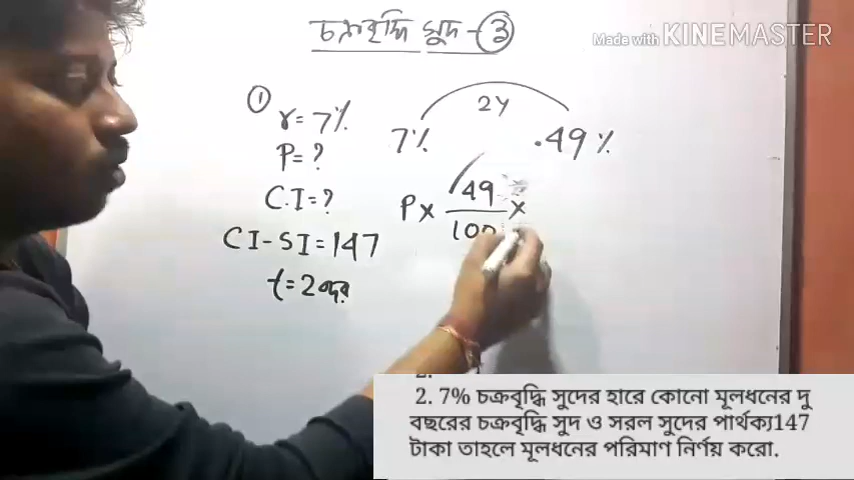 চক্রবৃদ্ধি সুদ - ③
Made with KINEMASTER
①
r = 7%
P = ?
C.I = ?
CI - SI = 147
t = 2 বছর
2y
7% .49%
P x 49 x
100
2. 7% চক্রবৃদ্ধি সুদের হারে কোনো মূলধনের দু
বছরের চক্রবৃদ্ধি সুদ ও সরল সুদের পার্থক্য147
টাকা তাহলে মূলধনের পরিমাণ নির্ণয় করো.